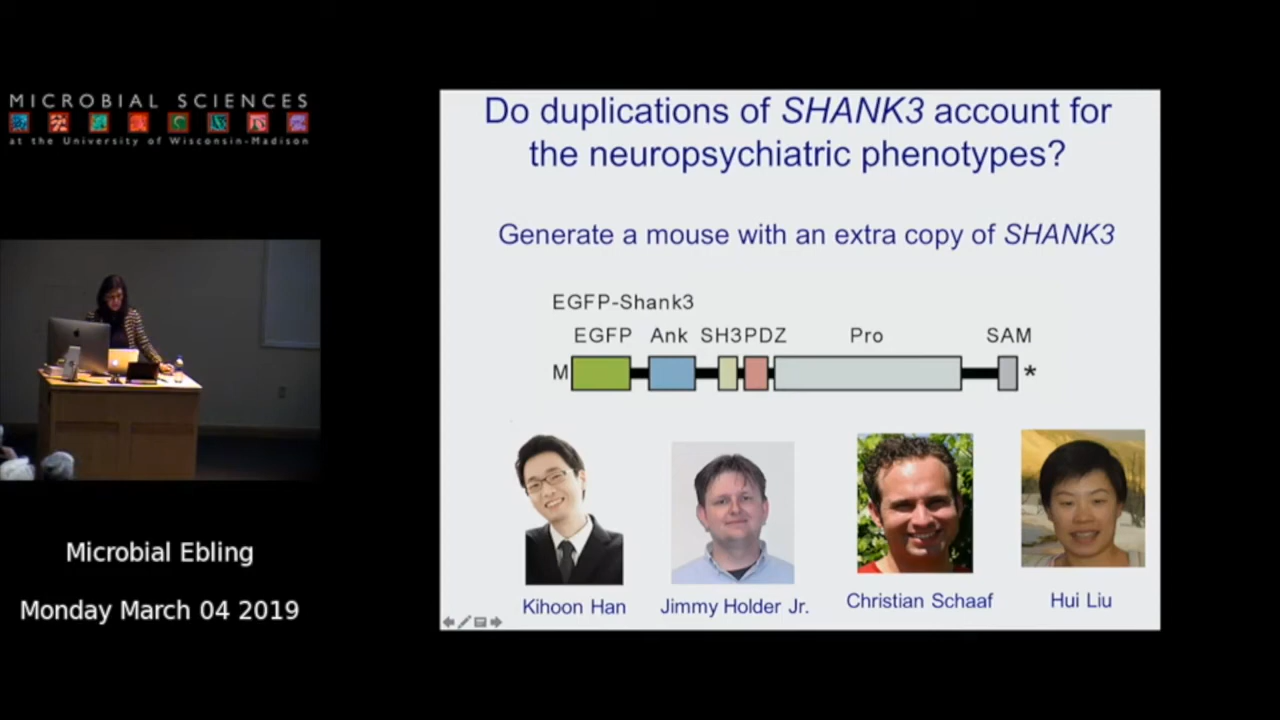 MICROBIAL SCIENCES
at the University of Wisconsin-Madison
Do duplications of SHANK3 account for
the neuropsychiatric phenotypes?
Generate a mouse with an extra copy of SHANK3
EGFP-Shank3
EGFP Ank SH3PDZ Pro SAM
M *
Kihoon Han Jimmy Holder Jr. Christian Schaaf Hui Liu
Microbial Ebling
Monday March 04 2019